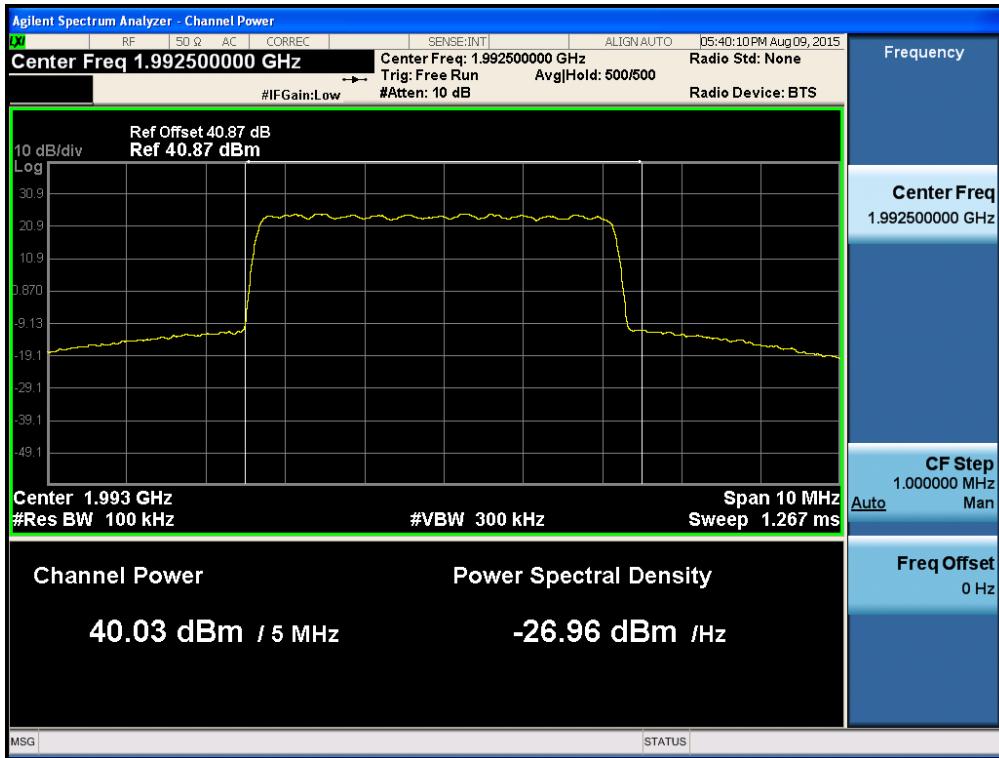 Agilent Spectrum Analyzer - Channel Power
LXI RF 50 Ω AC CORREC SENSE:INT ALIGN AUTO 05:40:10 PM Aug 09, 2015
Center Freq 1.992500000 GHz
Center Freq: 1.992500000 GHz
Radio Std: None
Trig: Free Run Avg|Hold: 500/500
#IFGain:Low
#Atten: 10 dB
Radio Device: BTS
Ref Offset 40.87 dB
10 dB/div Ref 40.87 dBm
Log
30.9
20.9
10.9
0.870
-9.13
-19.1
-29.1
-39.1
-49.1
Center 1.993 GHz Span 10 MHz
#Res BW 100 kHz #VBW 300 kHz Sweep 1.267 ms
Channel Power Power Spectral Density
40.03 dBm / 5 MHz -26.96 dBm /Hz
MSG STATUS
Frequency
Center Freq
1.992500000 GHz
CF Step
1.000000 MHz
Auto Man
Freq Offset
0 Hz